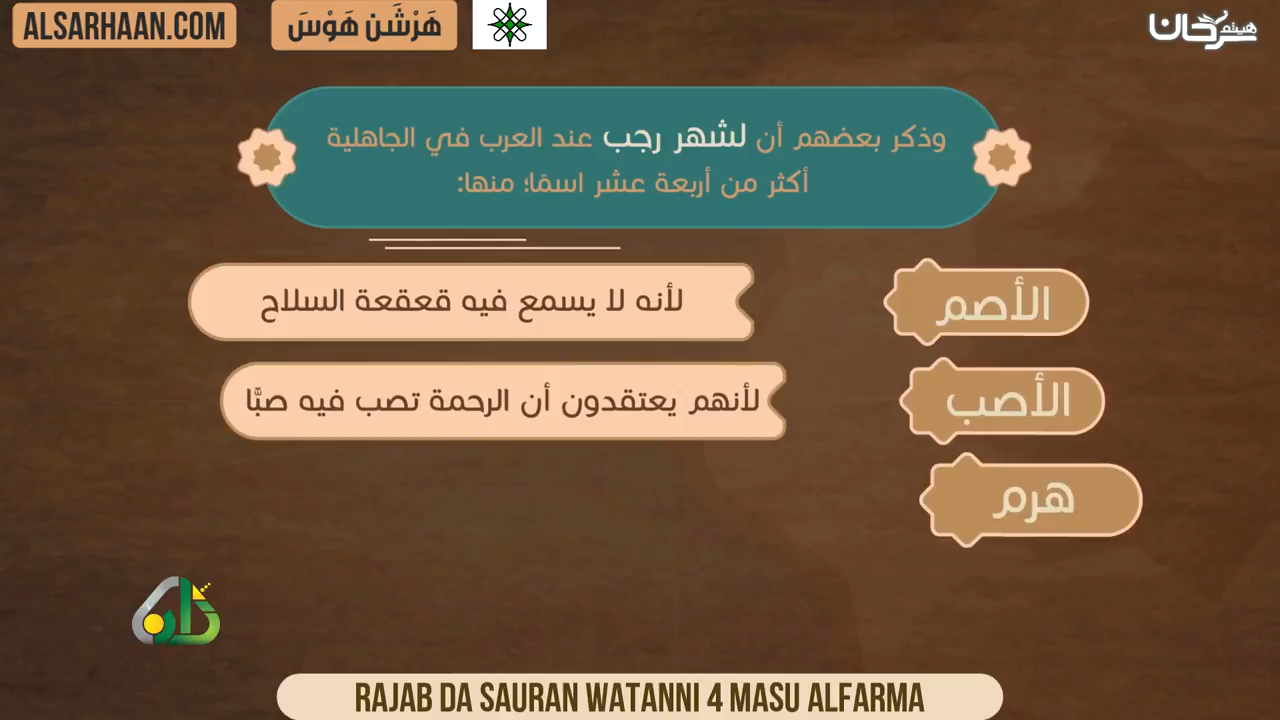 ALSARHAAN.COM
هَرْشَن هَوْسَ
هيثم سرحان
وذكر بعضهم أن لشهر رجب عند العرب في الجاهلية
أكثر من أربعة عشر اسمًا؛ منها:
الأصم
لأنه لا يسمع فيه قعقعة السلاح
الأصب
لأنهم يعتقدون أن الرحمة تصب فيه صبًّا
هرم
RAJAB DA SAURAN WATANNI 4 MASU ALFARMA